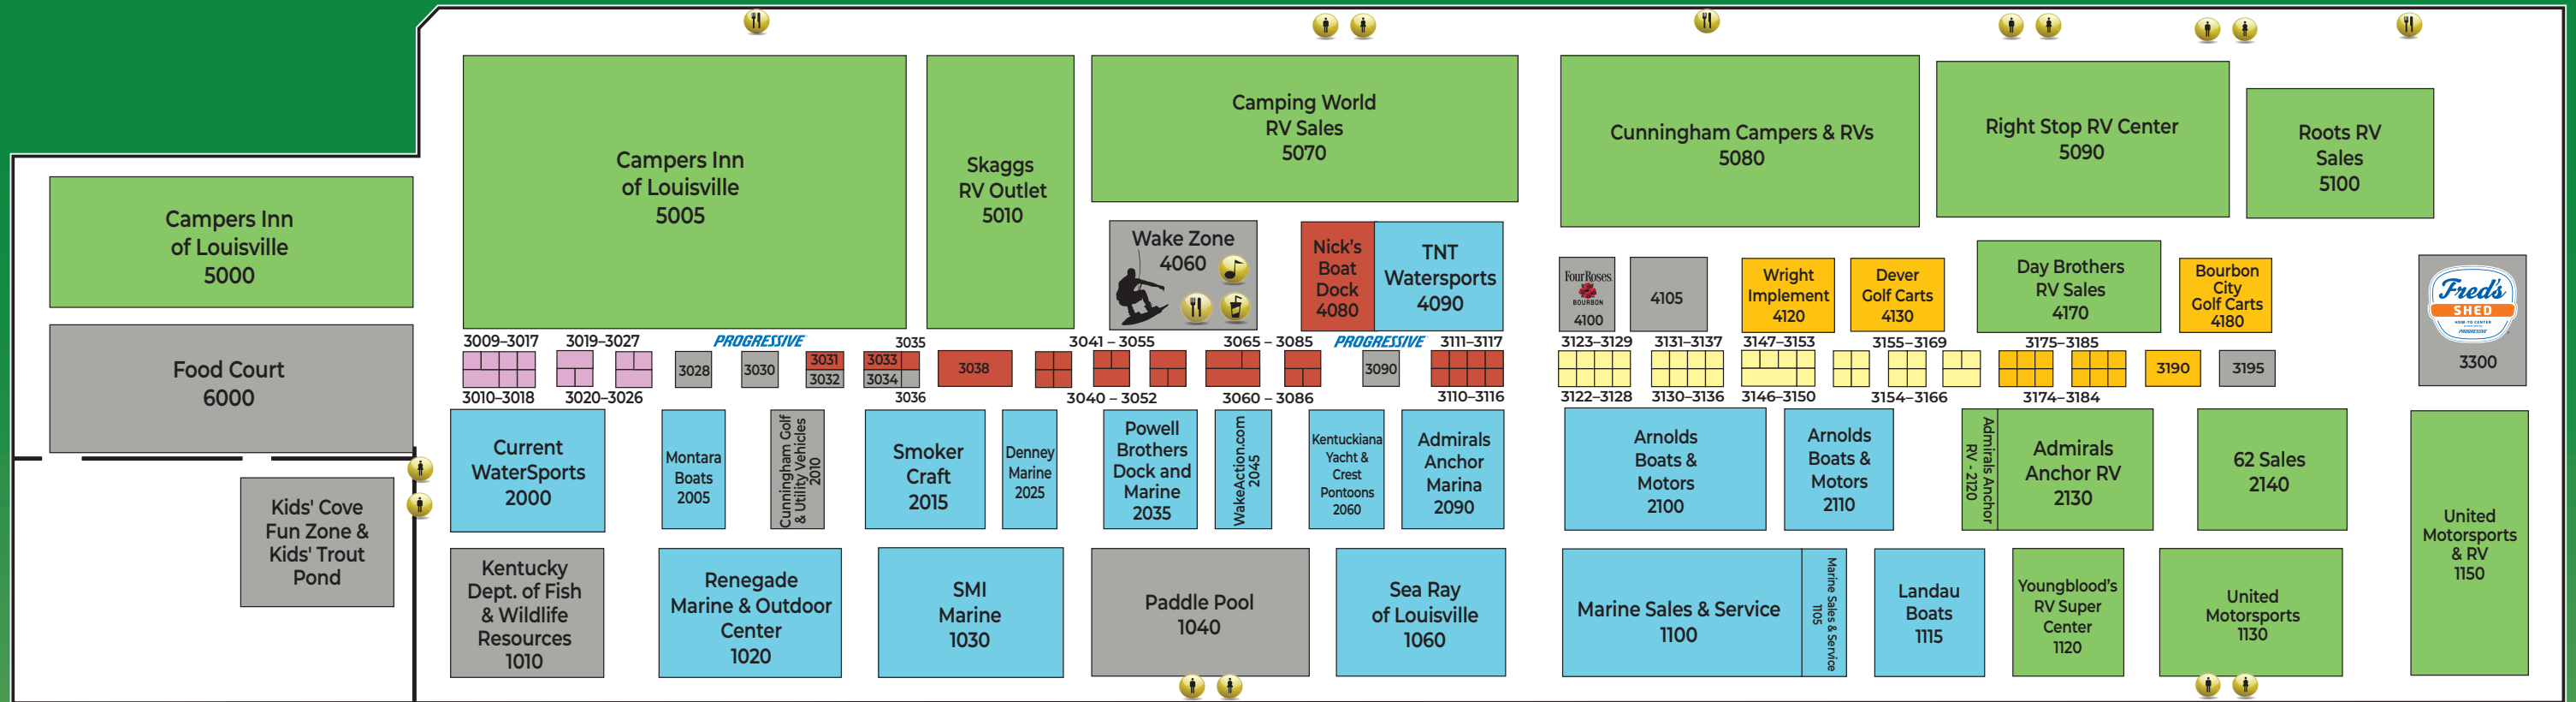 Campers Inn
of Louisville
5000
Food Court
6000
Kids' Cove
Fun Zone &
Kids' Trout
Pond
Campers Inn
of Louisville
5005
Skaggs
RV Outlet
5010
Camping World
RV Sales
5070
Cunningham Campers & RVs
5080
Right Stop RV Center
5090
Roots RV
Sales
5100
Wake Zone
4060
Nick's
Boat
Dock
4080
TNT
Watersports
4090
FourRoses
BOURBON
4100
4105
Wright
Implement
4120
Dever
Golf Carts
4130
Day Brothers
RV Sales
4170
Bourbon
City
Golf Carts
4180
Fred's
SHED
3300
3009–3017
3019–3027
PROGRESSIVE
3035
3041 – 3055
3065 – 3085
PROGRESSIVE
3111–3117
3123–3129
3131–3137
3147–3153
3155–3169
3175–3185
3028
3030
3031
3032
3033
3034
3038
3090
3190
3195
3010–3018
3020–3026
3036
3040 – 3052
3060 – 3086
3110–3116
3122–3128
3130–3136
3146–3150
3154–3166
3174–3184
Current
WaterSports
2000
Montara
Boats
2005
Cunningham Golf
& Utility Vehicles
2010
Smoker
Craft
2015
Denney
Marine
2025
Powell
Brothers
Dock and
Marine
2035
WakeAction.com
2045
Kentuckiana
Yacht &
Crest
Pontoons
2060
Admirals
Anchor
Marina
2090
Arnolds
Boats &
Motors
2100
Arnolds
Boats &
Motors
2110
Admirals Anchor
RV - 2120
Admirals
Anchor RV
2130
62 Sales
2140
United
Motorsports
& RV
1150
Kentucky
Dept. of Fish
& Wildlife
Resources
1010
Renegade
Marine & Outdoor
Center
1020
SMI
Marine
1030
Paddle Pool
1040
Sea Ray
of Louisville
1060
Marine Sales & Service
1100
Marine Sales & Service
1105
Landau
Boats
1115
Youngblood's
RV Super
Center
1120
United
Motorsports
1130